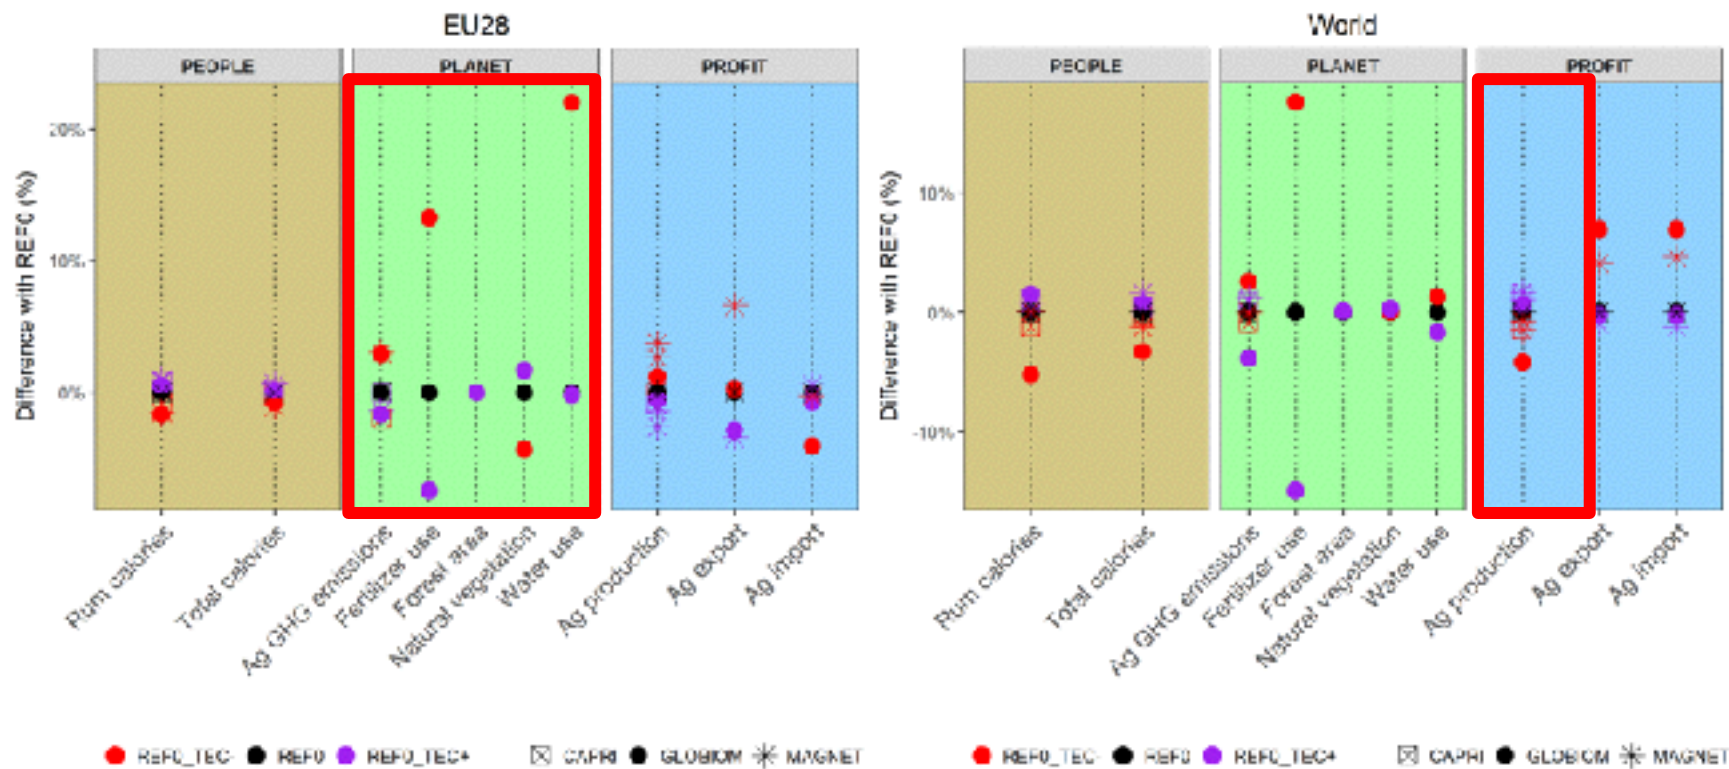 EU28
World
PEOPLE PLANET PROFIT
PEOPLE PLANET PROFIT
Difference with REF0 (%)
20%
10%
0%
Difference with REF0 (%)
10%
0%
-10%
Rum calories
Total calories
Ag GHG emissions
Fertilizer use
Forest area
Natural vegetation
Water use
Ag production
Ag export
Ag import
Rum calories
Total calories
Ag GHG emissions
Fertilizer use
Forest area
Natural vegetation
Water use
Ag production
Ag export
Ag import
REF0_TEC- REF0 REF0_TEC+ CAPRI GLOBIOM MAGNET
REF0_TEC- REF0 REF0_TEC+ CAPRI GLOBIOM MAGNET